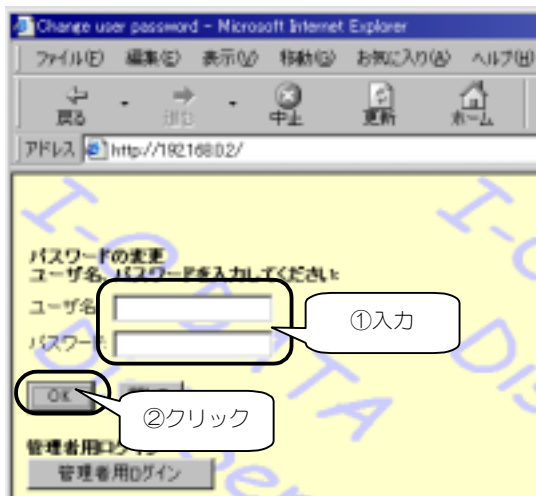 Change user password - Microsoft Internet Explorer
ファイル(F) 編集(E) 表示(V) 移動(G) お気に入り(A) ヘルプ(H)
戻る 中止 更新 ホーム
アドレス http://192.168.0.2/
パスワードの変更
ユーザ名、パスワードを入力してください:
ユーザ名
①入力
パスワード:
OK
②クリック
管理者用ログイン
管理者用ログイン
I-O DATA